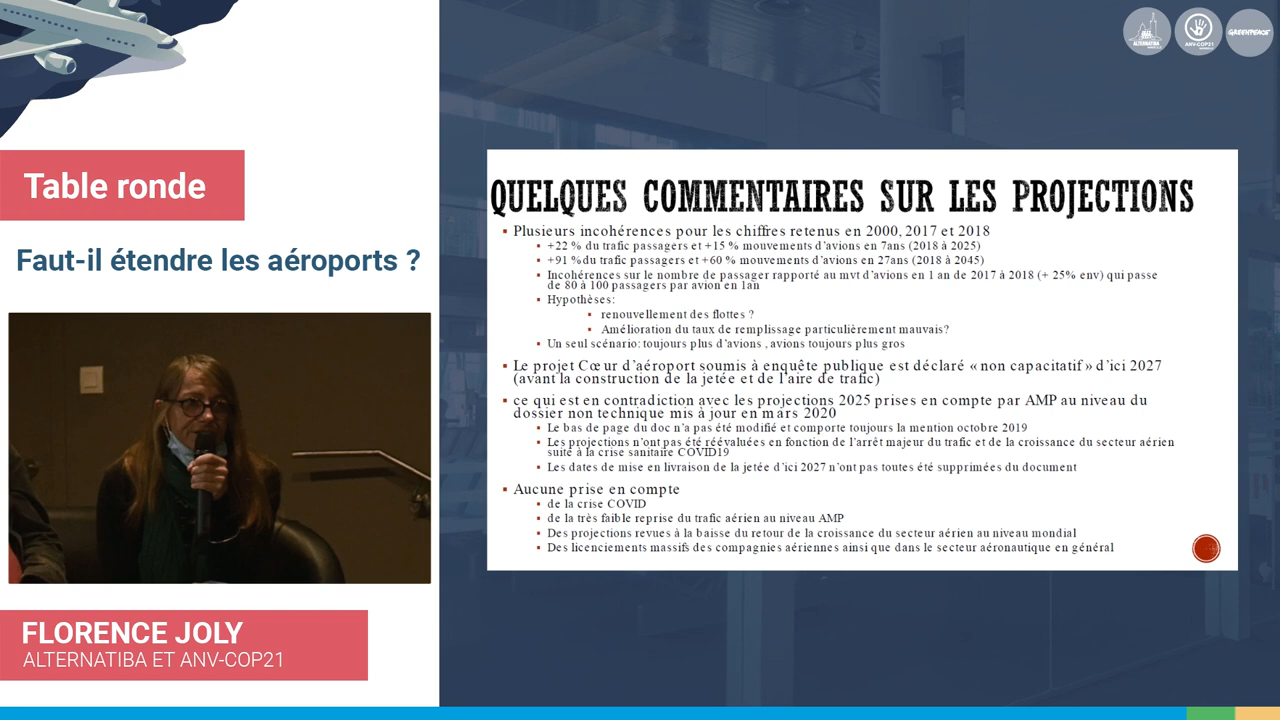 Table ronde
Faut-il étendre les aéroports ?
FLORENCE JOLY
ALTERNATIBA ET ANV-COP21
ALTERNATIBA
ANV-COP21
GREENPEACE
QUELQUES COMMENTAIRES SUR LES PROJECTIONS
▪ Plusieurs incohérences pour les chiffres retenus en 2000, 2017 et 2018
▪ +22 % du trafic passagers et +15 % mouvements d'avions en 7ans (2018 à 2025)
▪ +91 %du trafic passagers et +60 % mouvements d'avions en 27ans (2018 à 2045)
▪ Incohérences sur le nombre de passager rapporté au mvt d'avions en 1 an de 2017 à 2018 (+ 25% env) qui passe
de 80 à 100 passagers par avion en 1an
▪ Hypothèses:
▪ renouvellement des flottes ?
▪ Amélioration du taux de remplissage particulièrement mauvais?
▪ Un seul scénario: toujours plus d'avions , avions toujours plus gros
▪ Le projet Cœur d'aéroport soumis à enquête publique est déclaré « non capacitatif » d'ici 2027
(avant la construction de la jetée et de l'aire de trafic)
▪ ce qui est en contradiction avec les projections 2025 prises en compte par AMP au niveau du
dossier non technique mis à jour en mars 2020
▪ Le bas de page du doc n'a pas été modifié et comporte toujours la mention octobre 2019
▪ Les projections n'ont pas été réévaluées en fonction de l'arrêt majeur du trafic et de la croissance du secteur aérien
suite à la crise sanitaire COVID19
▪ Les dates de mise en livraison de la jetée d'ici 2027 n'ont pas toutes été supprimées du document
▪ Aucune prise en compte
▪ de la crise COVID
▪ de la très faible reprise du trafic aérien au niveau AMP
▪ Des projections revues à la baisse du retour de la croissance du secteur aérien au niveau mondial
▪ Des licenciements massifs des compagnies aériennes ainsi que dans le secteur aéronautique en général